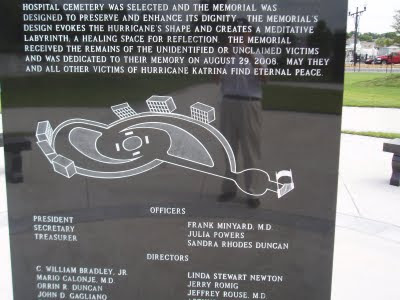 HOSPITAL CEMETERY WAS SELECTED AND THE MEMORIAL WAS
DESIGNED TO PRESERVE AND ENHANCE ITS DIGNITY. THE MEMORIAL'S
DESIGN EVOKES THE HURRICANE'S SHAPE AND CREATES A MEDITATIVE
LABYRINTH, A HEALING SPACE FOR REFLECTION. THE MEMORIAL
RECEIVED THE REMAINS OF THE UNIDENTIFIED OR UNCLAIMED VICTIMS
AND WAS DEDICATED TO THEIR MEMORY ON AUGUST 29, 2008. MAY THEY
AND ALL OTHER VICTIMS OF HURRICANE KATRINA FIND ETERNAL PEACE.
OFFICERS
PRESIDENT FRANK MINYARD, M.D.
SECRETARY JULIA POWERS
TREASURER SANDRA RHODES DUNCAN
DIRECTORS
C. WILLIAM BRADLEY, JR. LINDA STEWART NEWTON
MARIO CALONJE, M.D. JERRY ROMIG
ORRIN R. DUNCAN JEFFREY ROUSE, M.D.
JOHN D. GAGLIANO